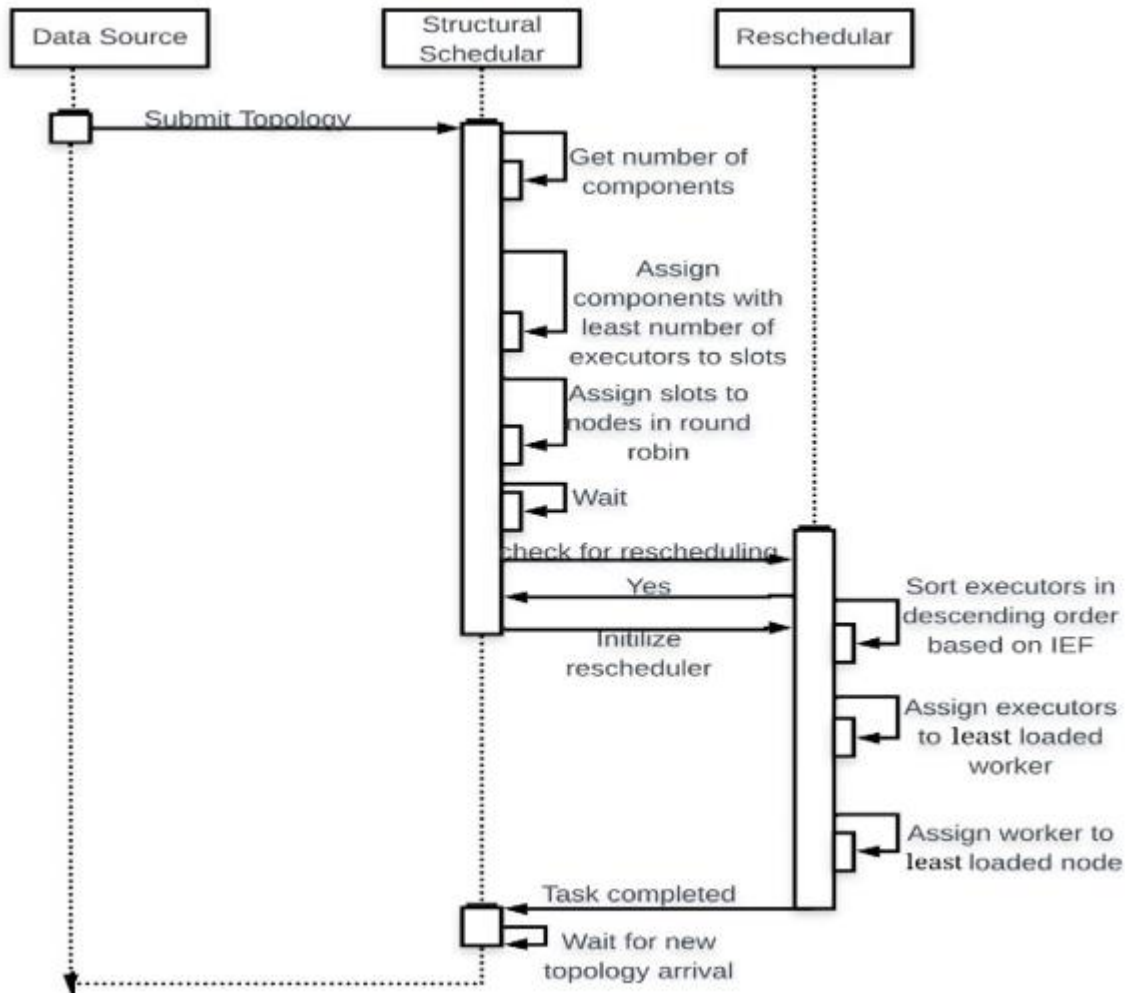 Data Source
Structural
Schedular
Reschedular
Submit Topology
Get number of
components
Assign
components with
least number of
executors to slots
Assign slots to
nodes in round
robin
Wait
check for rescheduling
Yes
Initilize
rescheduler
Sort executors in
descending order
based on IEF
Assign executors
to least loaded
worker
Assign worker to
least loaded node
Task completed
Wait for new
topology arrival